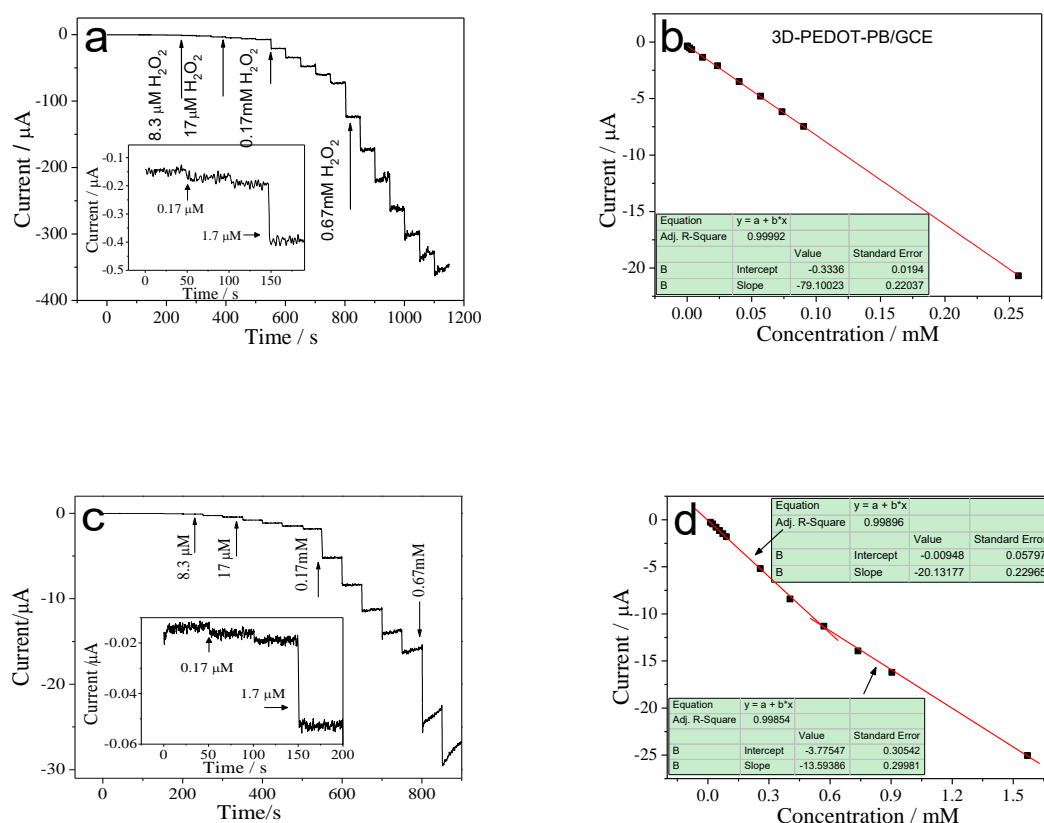 a
0
-100
-200
-300
-400
Current / μA
0 200 400 600 800 1000 1200
Time / s
8.3 μM H2O2
17μM H2O2
0.17mM H2O2
0.67mM H2O2
-0.1
-0.2
-0.3
-0.4
-0.5
Current / μA
0.17 μM
1.7 μM
0 50 100 150
Time / s
b
3D-PEDOT-PB/GCE
0
-5
-10
-15
-20
Current / μA
Equation y = a + b*x
Adj. R-Square 0.99992
Value Standard Error
B Intercept -0.3336 0.0194
B Slope -79.10023 0.22037
0.00 0.05 0.10 0.15 0.20 0.25
Concentration / mM
c
0
-10
-20
-30
Current/μA
8.3 μM
17 μM
0.17mM
0.67mM
-0.02
-0.04
-0.06
Current /μA
0.17 μM
1.7 μM
0 50 100 150 200
Time / s
0 200 400 600 800
Time/s
d
0
-5
-10
-15
-20
-25
Current / μA
Equation y = a + b*x
Adj. R-Square 0.99896
Value Standard Error
B Intercept -0.00948 0.05797
B Slope -20.13177 0.22965
Equation y = a + b*x
Adj. R-Square 0.99854
Value Standard Error
B Intercept -3.77547 0.30542
B Slope -13.59386 0.29981
0.0 0.3 0.6 0.9 1.2 1.5
Concentration / mM